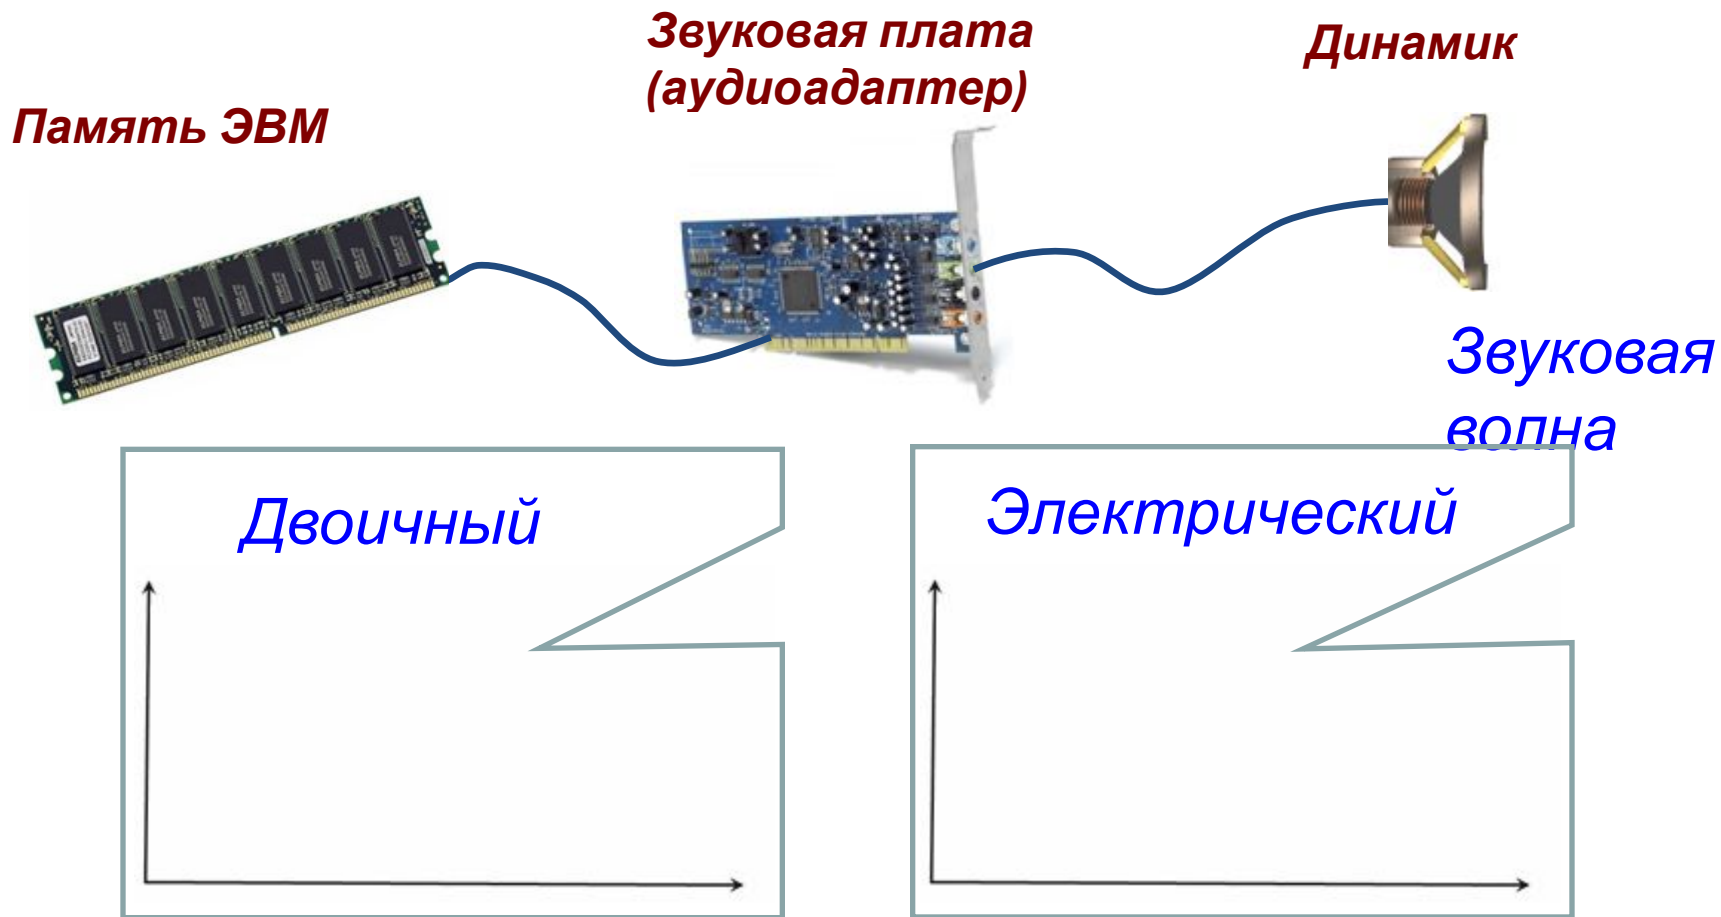 Звуковая плата
(аудиоадаптер)
Динамик
Память ЭВМ
Звуковая
волна
Двоичный
Электрический